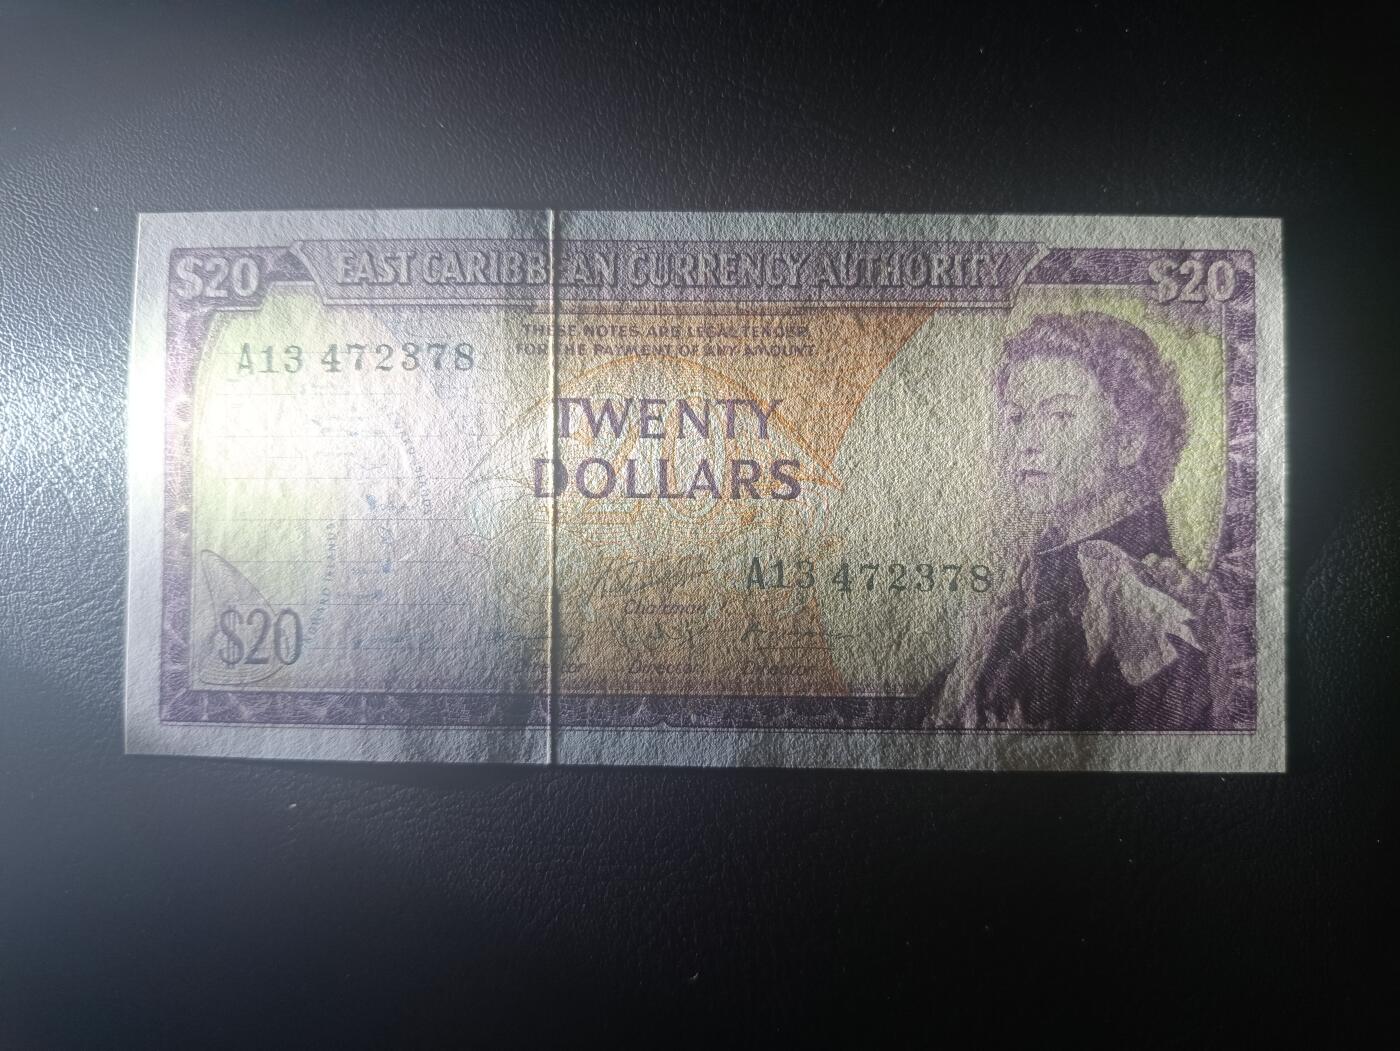 $20 EAST CARIBBEAN CURRENCY AUTHORITY $20
THESE NOTES ARE LEGAL TENDER
FOR THE PAYMENT OF ANY AMOUNT
A13 472378
TWENTY
DOLLARS
A13 472378
Chairman
$20
Director Director Director